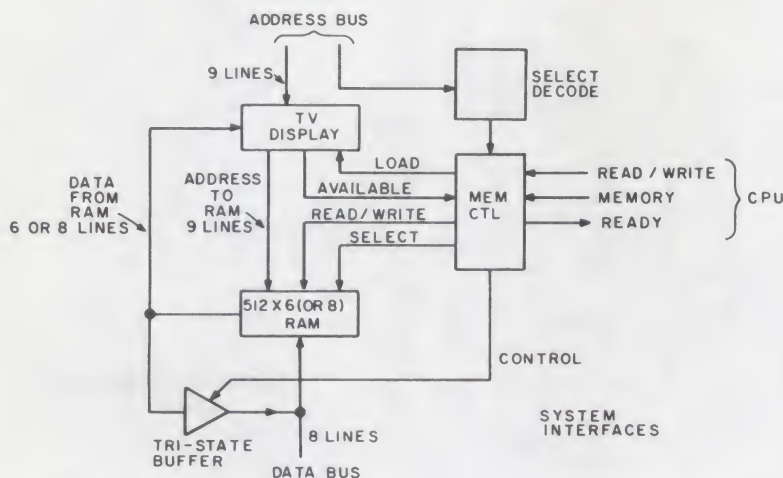 ADDRESS BUS
9 LINES
SELECT
DECODE
TV
DISPLAY
LOAD
AVAILABLE
READ/WRITE
SELECT
MEM
CTL
READ / WRITE
MEMORY
READY
CPU
DATA
FROM
RAM
6 OR 8 LINES
ADDRESS
TO
RAM
9 LINES
512 X 6 (OR 8)
RAM
CONTROL
TRI-STATE
BUFFER
8 LINES
DATA BUS
SYSTEM
INTERFACES